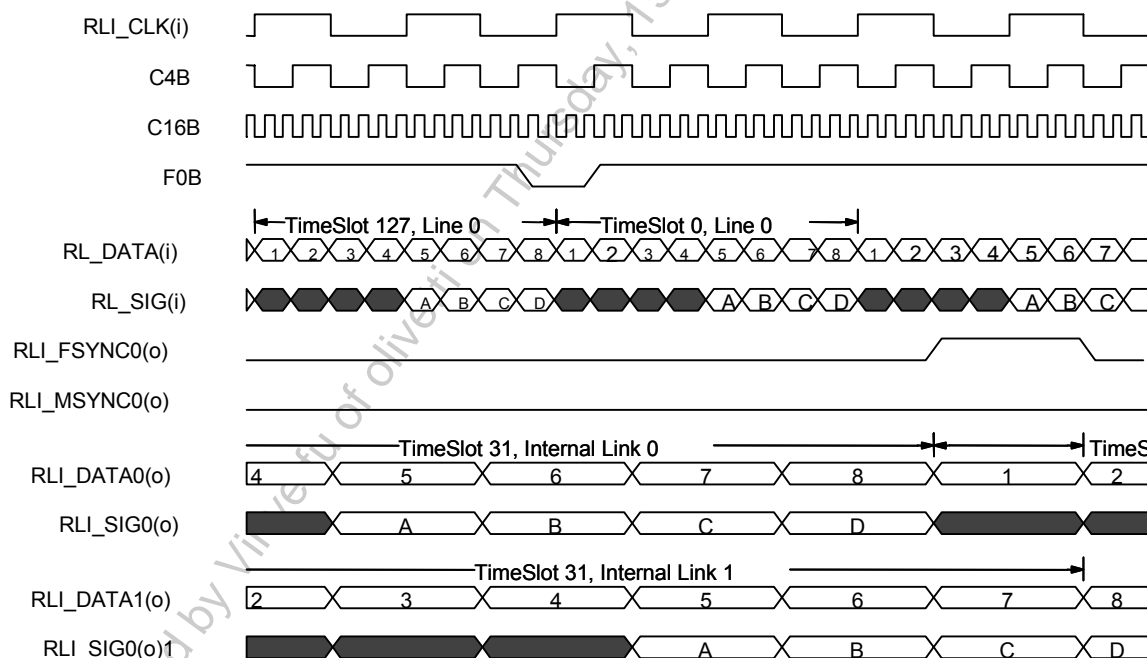 RLI_CLK(i)
C4B
C16B
F0B
TimeSlot 127, Line 0 TimeSlot 0, Line 0
RL_DATA(i) 1 2 3 4 5 6 7 8 1 2 3 4 5 6 7 8 1 2 3 4 5 6 7
RL_SIG(i) A B C D A B C D A B C
RLI_FSYNC0(o)
RLI_MSYNC0(o)
TimeSlot 31, Internal Link 0 TimeS
RLI_DATA0(o) 4 5 6 7 8 1 2
RLI_SIG0(o) A B C D
TimeSlot 31, Internal Link 1
RLI_DATA1(o) 2 3 4 5 6 7 8
RLI_SIG0(o)1 A B C D